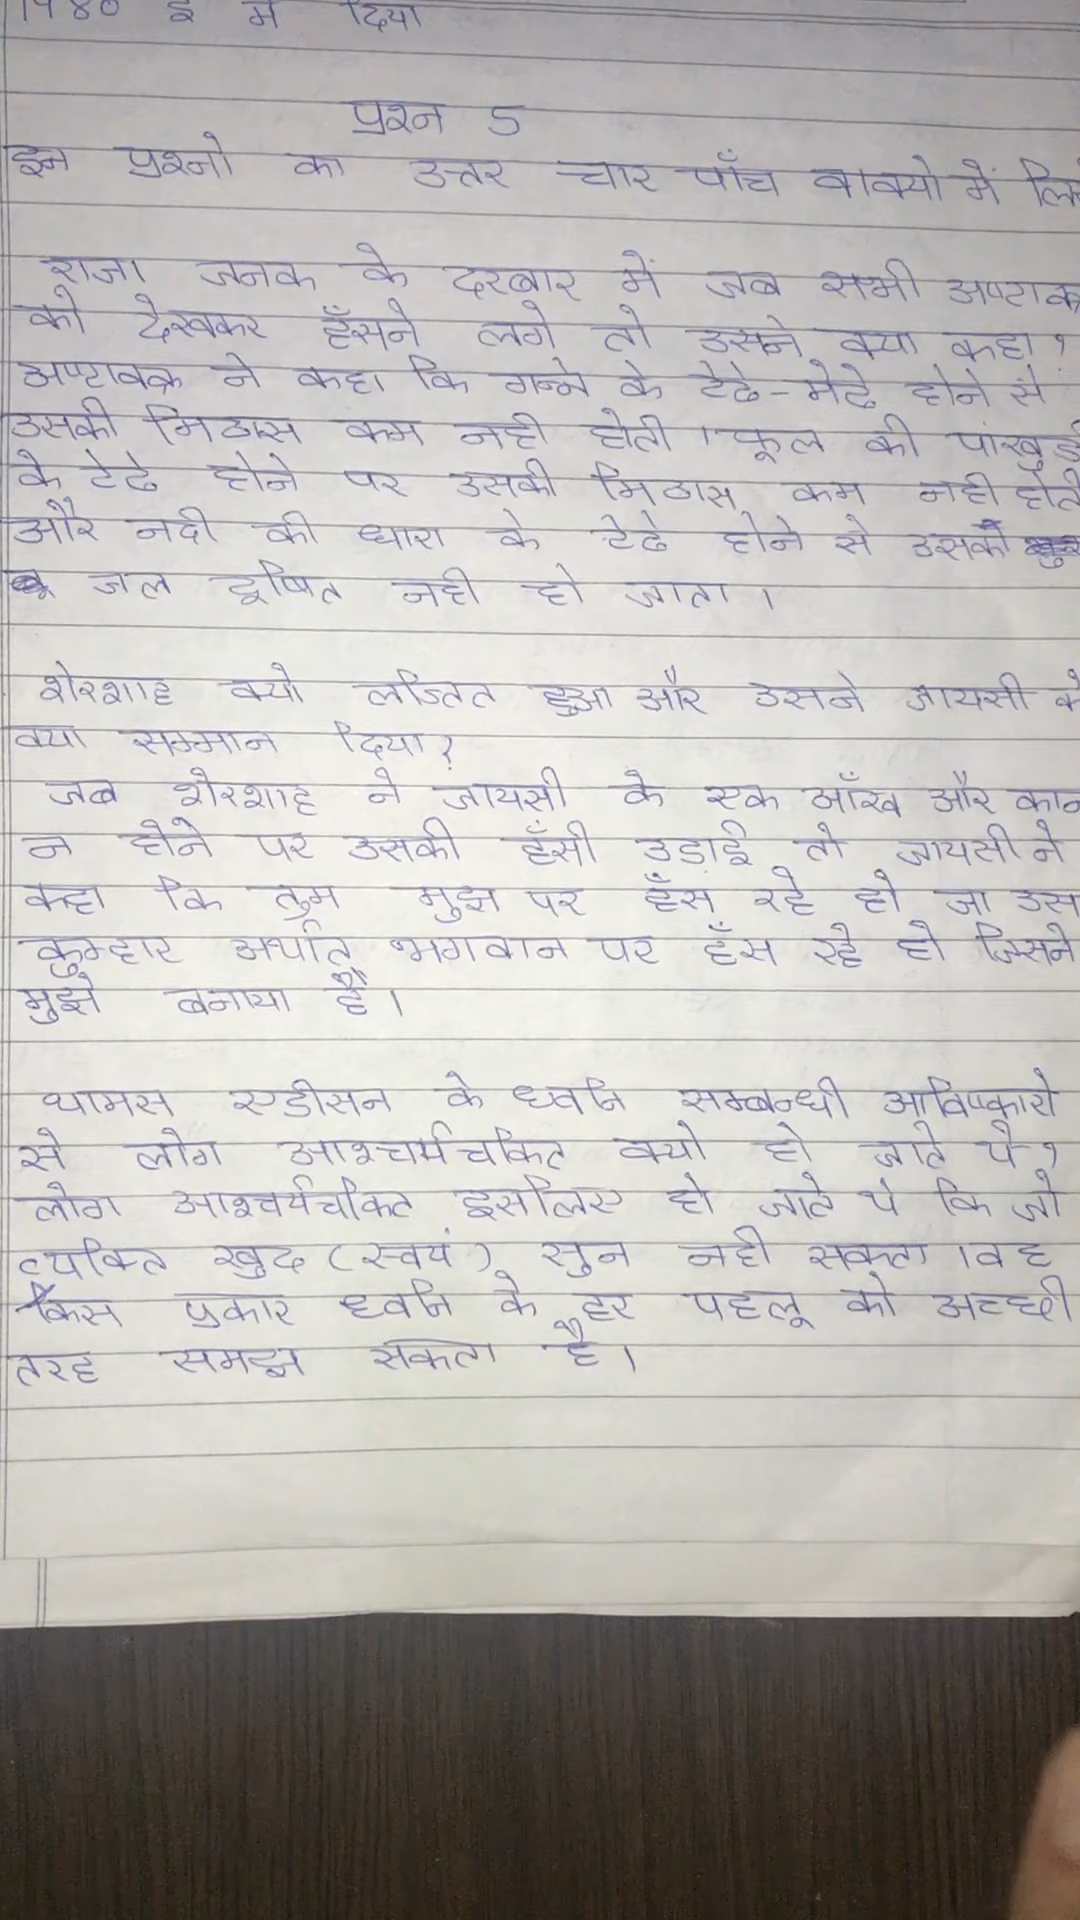 1980 ई में दिया
प्रश्न 5
इन प्रश्नो का उत्तर चार पाँच वाक्यो में
राजा जनक के दरबार में जब सभी
को देखकर हँसने लगे तो उसने क्या कहा?
अष्टावक्र ने कहा कि गन्ने के टेढे-मेढे होने से
उसकी मिठास कम नही होती । फूल की पांखुडी
के टेढे होने पर उसकी मिठास कम नही होती
और नदी की धारा के टेढे होने से उसकी
जल दूषित नही हो जाता ।
शेरशाह क्यो लज्जित हुआ और उसने जायसी को
क्या सम्मान दिया?
जब शेरशाह ने जायसी के एक आँख और कान
न होने पर उसकी हँसी उड़ाई तो जायसी ने
कहा कि तुम मुझ पर हँस रहे हो जा उस
कुम्हार अर्थात् भगवान पर हँस रहे हो जिसने
मुझे बनाया है ।
थामस एडीसन के ध्वनि सम्बन्धी आविष्कारो
से लोग आश्चर्यचकित क्यो हो जाते थे?
लोग आश्चर्यचकित इसलिए हो जाते थे कि जो
व्यक्ति खुद (स्वयं) सुन नही सकता । वह
किस प्रकार ध्वनि के हर पहलू को अच्छी
तरह समझ सकता है ।